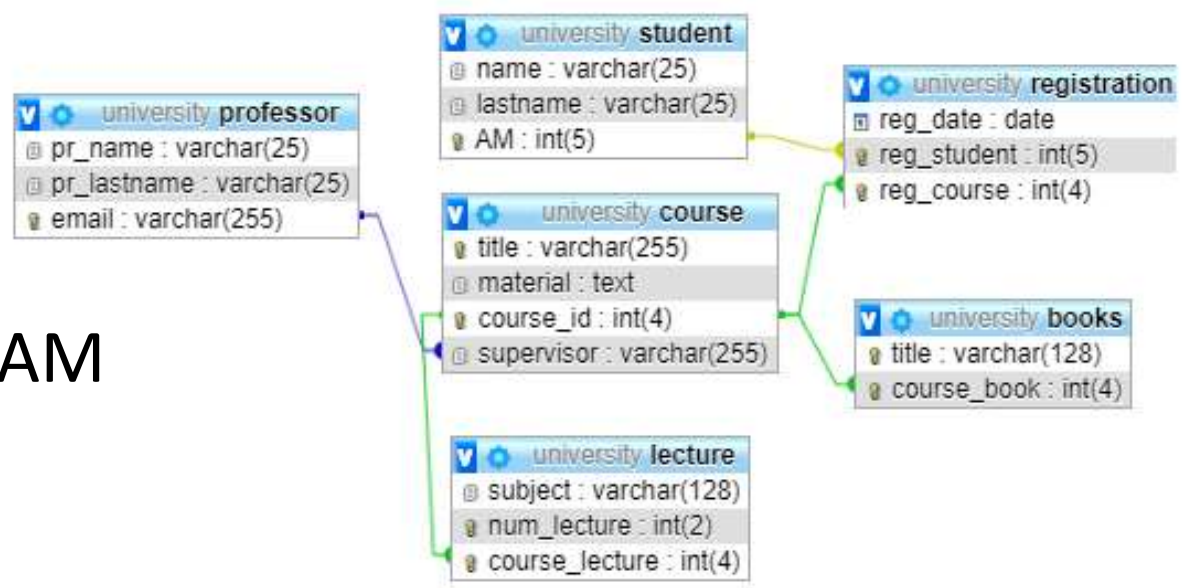 university student
name : varchar(25)
lastname : varchar(25)
AM : int(5)
university registration
reg_date : date
reg_student : int(5)
reg_course : int(4)
university professor
pr_name : varchar(25)
pr_lastname : varchar(25)
email : varchar(255)
university course
title : varchar(255)
material : text
course_id : int(4)
supervisor : varchar(255)
university books
title : varchar(128)
course_book : int(4)
AM
university lecture
subject : varchar(128)
num_lecture : int(2)
course_lecture : int(4)